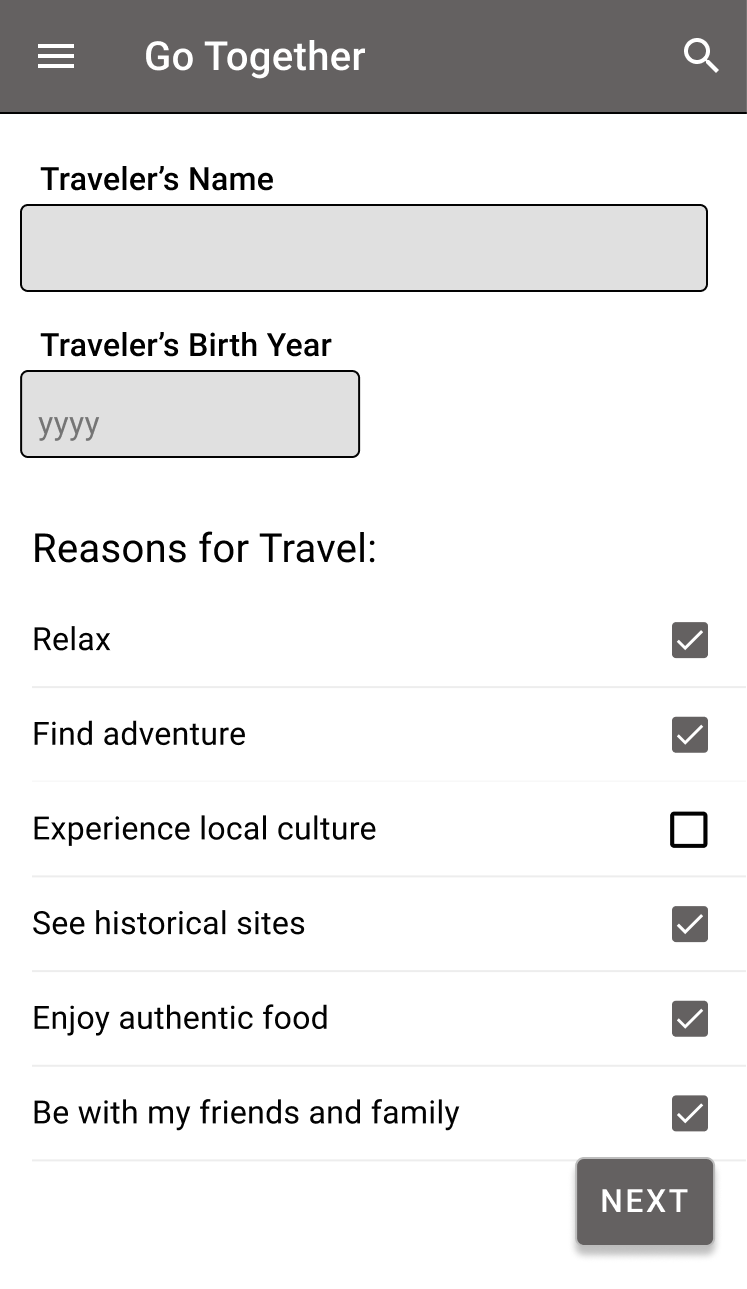 Go Together
Traveler’s Name
Traveler’s Birth Year
yyyy
Reasons for Travel:
Relax
Find adventure
Experience local culture
See historical sites
Enjoy authentic food
Be with my friends and family
NEXT